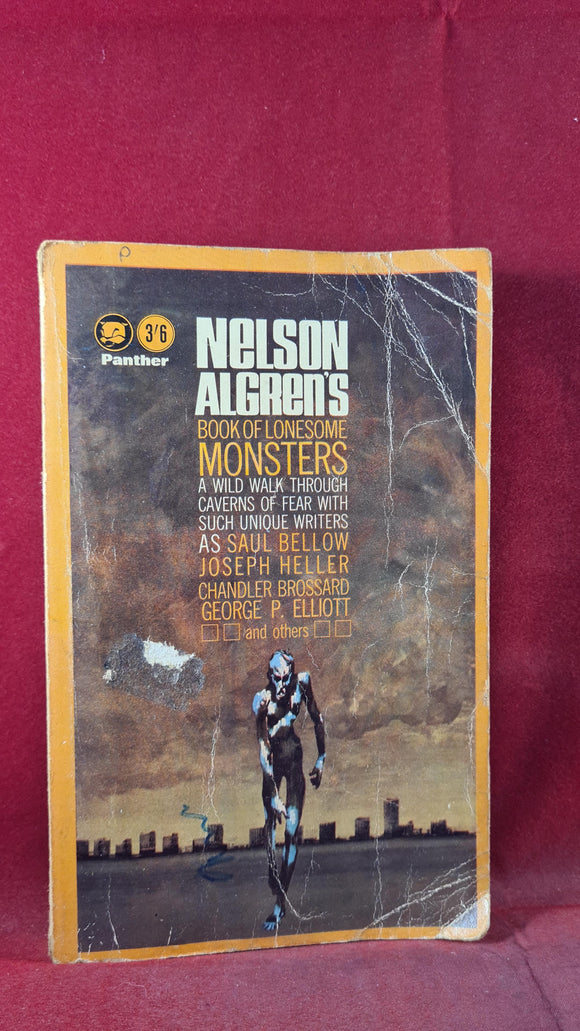 P
3/6
Panther
NELSON
ALGREN'S
BOOK OF LONESOME
MONSTERS
A WILD WALK THROUGH
CAVERNS OF FEAR WITH
SUCH UNIQUE WRITERS
AS SAUL BELLOW
JOSEPH HELLER
CHANDLER BROSSARD
GEORGE P. ELLIOTT
and others